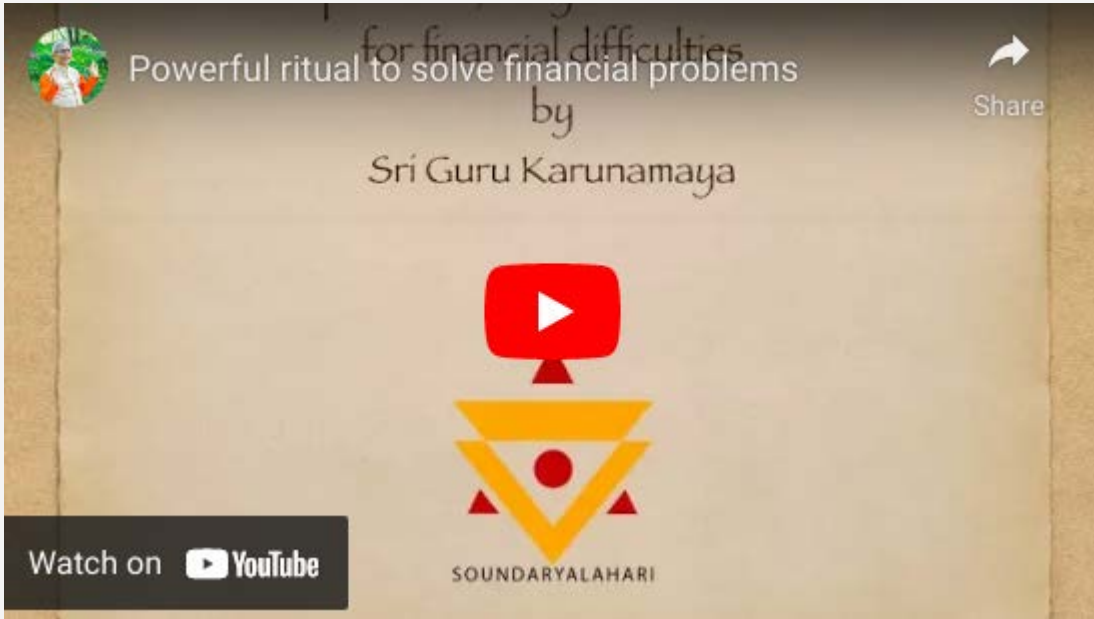 for financial difficulties
Powerful ritual to solve financial problems
by
Share
Sri Guru Karunamaya
Watch on YouTube
SOUNDARYALAHARI